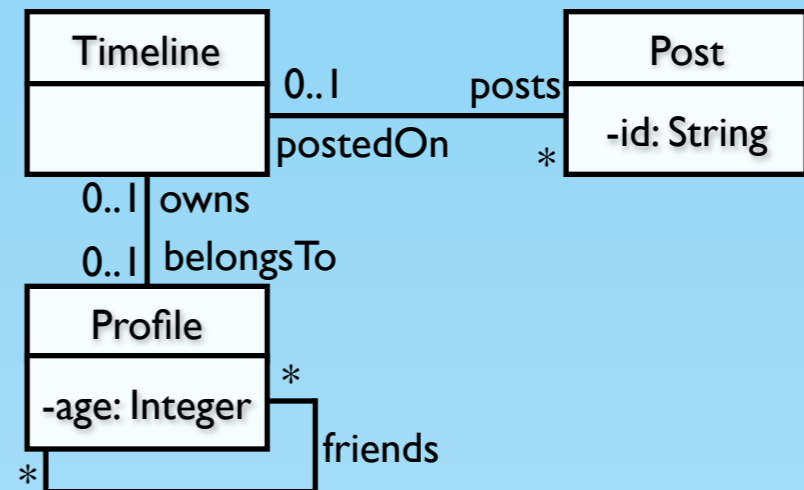 Timeline
Post
0..1
posts
-id: String
postedOn
*
0..1
owns
0..1
belongsTo
Profile
-age: Integer
*
friends
*